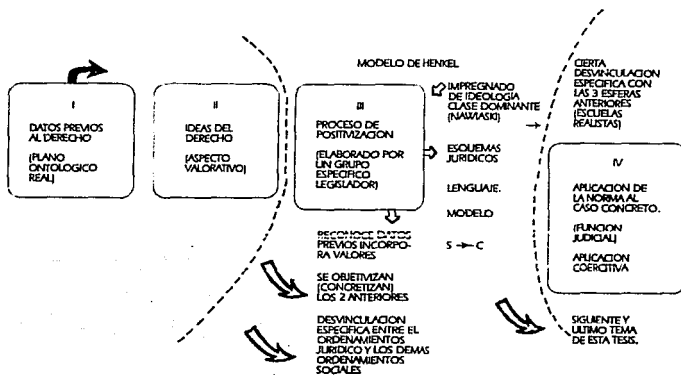 MODELO DE HENKEL
I
DATOS PREVIOS
AL DERECHO
(PLANO
ONTOLOGICO
REAL)
II
IDEAS DEL
DERECHO
(ASPECTO
VALORATIVO)
III
PROCESO DE
POSITIVIZACION
(ELABORADO POR
UN GRUPO
ESPECIFICO
LEGISLADOR)
RECONOCE DATOS
PREVIOS INCORPO-
RA VALORES
SE OBJETIVIZAN
(CONCRETIZAN)
LOS 2 ANTERIORES
DESVINCULACION
ESPECIFICA ENTRE EL
ORDENAMIENTOS
JURIDICO Y LOS DEMAS
ORDENAMIENTOS
SOCIALES
IMPREGNADO
DE IDEOLOGIA
CLASE DOMINANTE
(NAWIASKI)
ESQUEMAS
JURIDICOS
LENGUAJE.
MODELO
S → C
CIERTA
DESVINCULACION
ESPECIFICA CON
LAS 3 ESFERAS
ANTERIORES
(ESCUELAS
REALISTAS)
IV
APLICACION DE
LA NORMA AL
CASO CONCRETO.
(FUNCION
JUDICIAL)
APLICACION
COERCITIVA
SIGUIENTE Y
ULTIMO TEMA
DE ESTA TESIS.